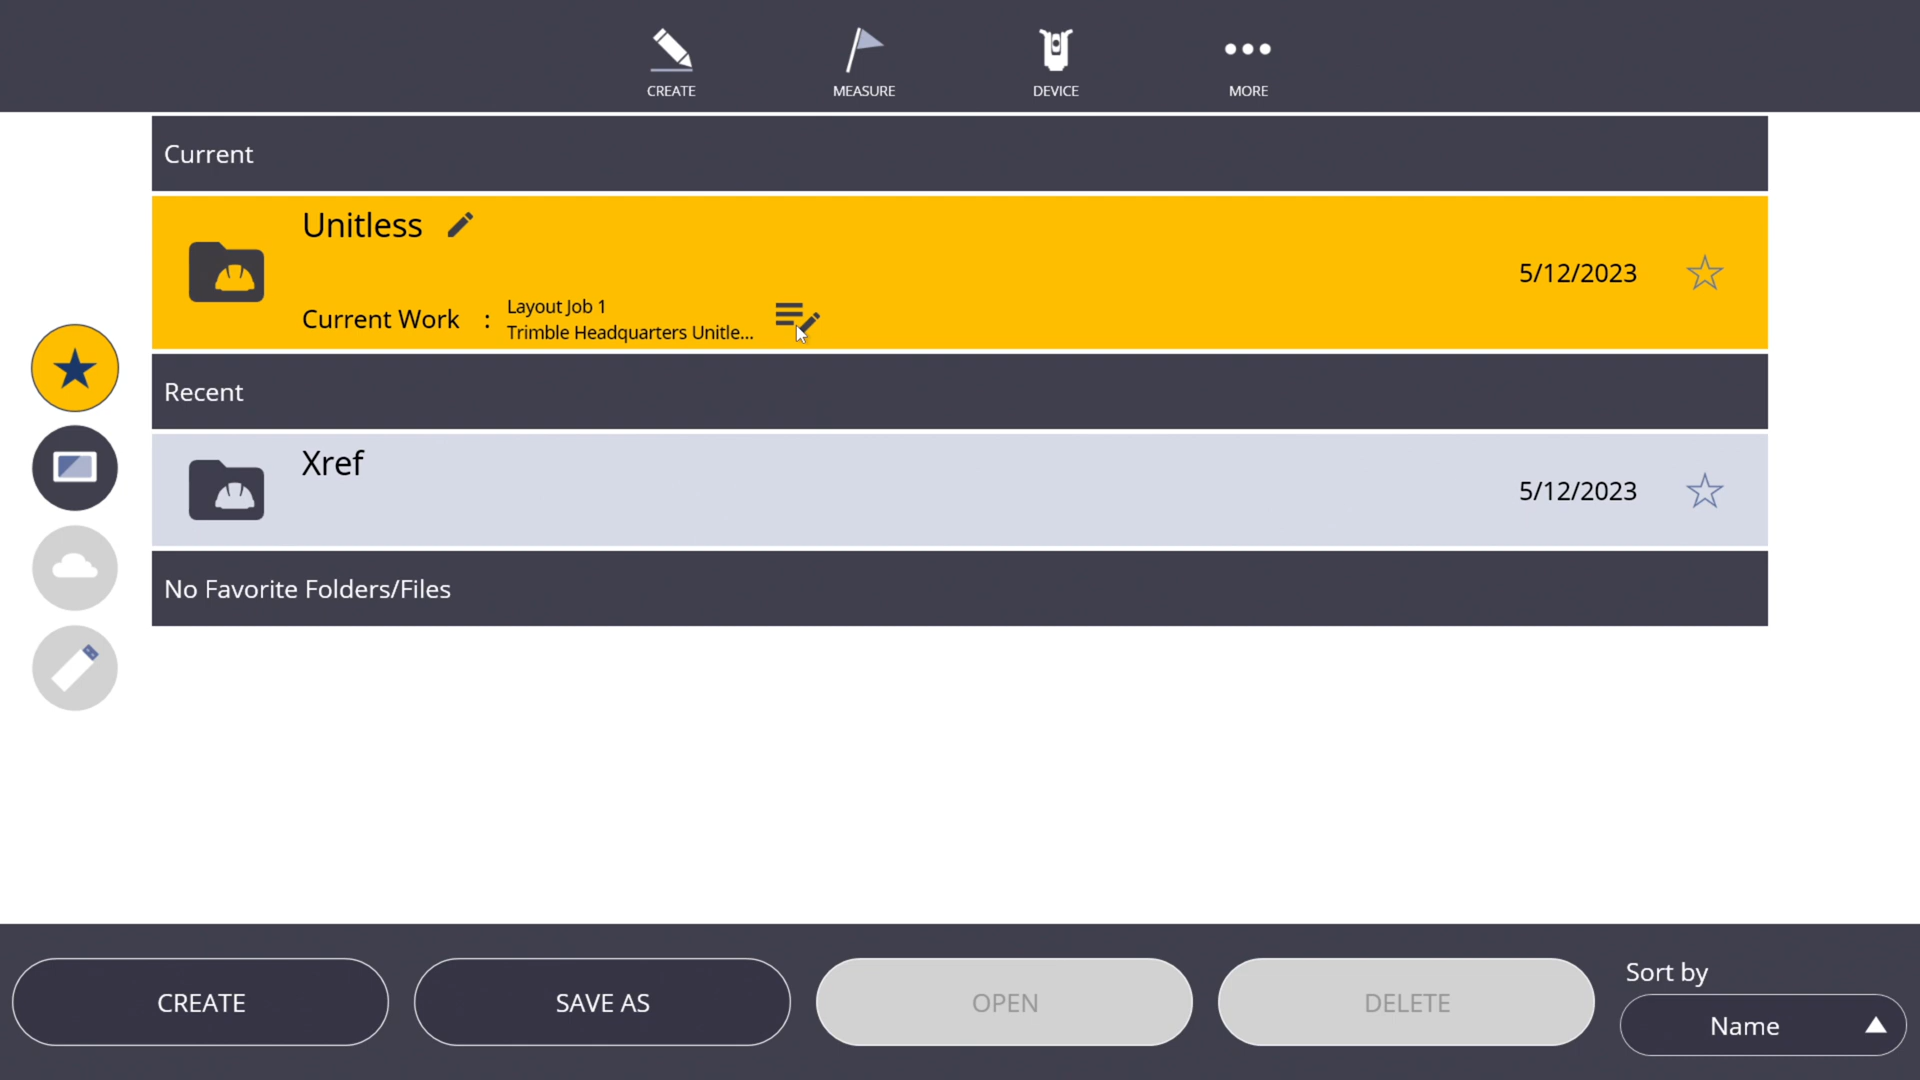 CREATE
MEASURE
DEVICE
MORE
Current
Unitless
5/12/2023
Current Work : Layout Job 1
Trimble Headquarters Unitle...
Recent
Xref
5/12/2023
No Favorite Folders/Files
CREATE
SAVE AS
OPEN
DELETE
Sort by
Name